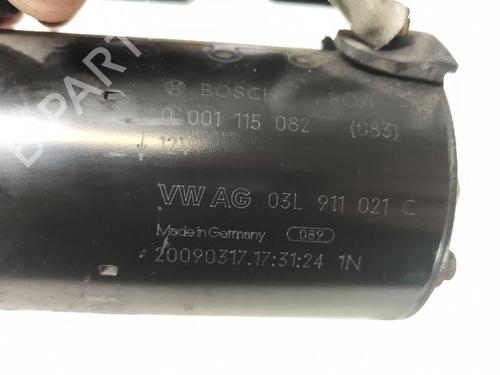 BOSCH
0 001 115 082 (083)
12V
VW AG 03L 911 021 C
Made in Germany 089
20090317.17:31:24 1N